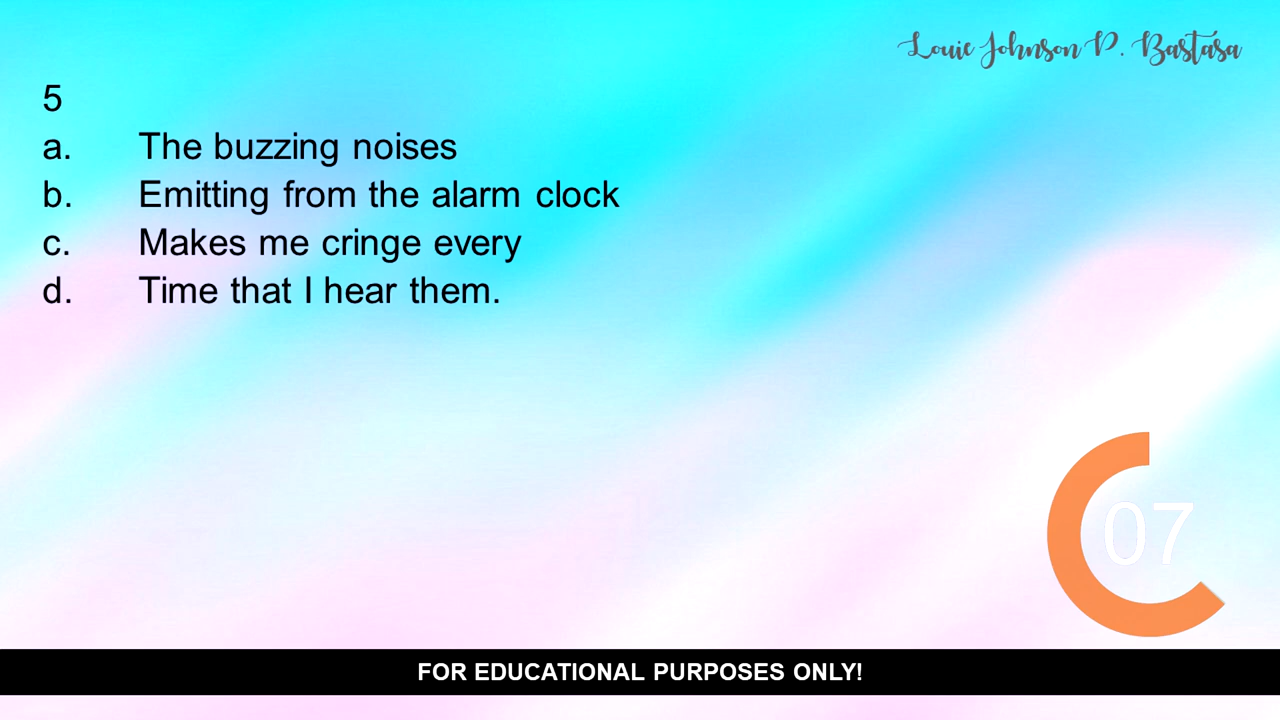 Louie Johnson P. Bastasa
5
a. The buzzing noises
b. Emitting from the alarm clock
c. Makes me cringe every
d. Time that I hear them.
07
FOR EDUCATIONAL PURPOSES ONLY!